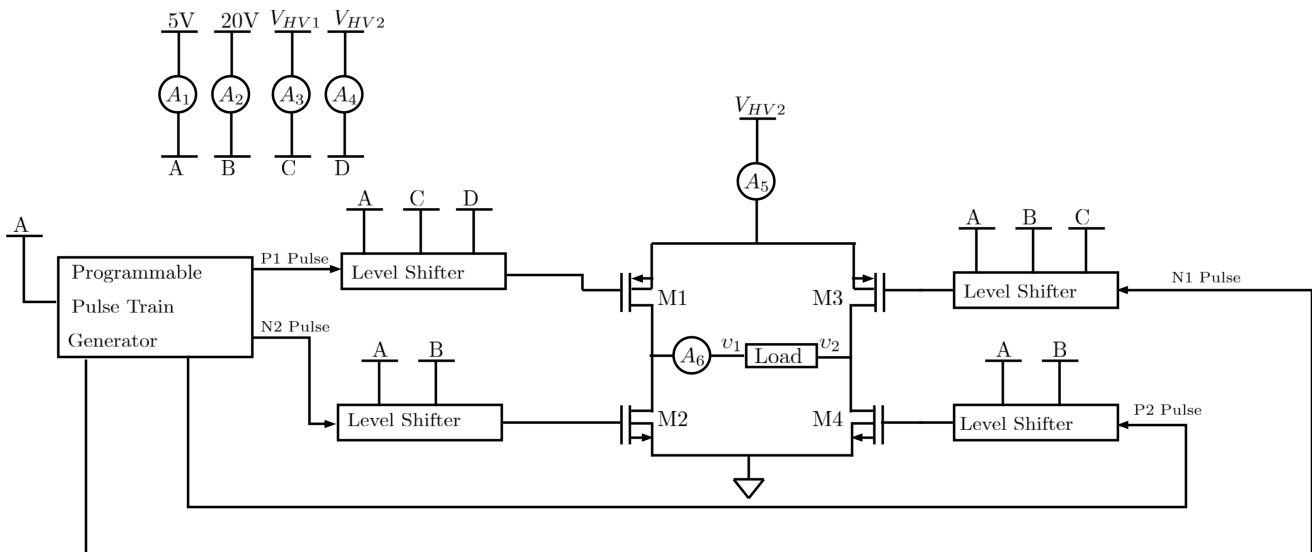 5V 20V V_{HV1} V_{HV2}
A_1 A_2 A_3 A_4
A B C D
V_{HV2}
A_5
A
A C D
A B C
Programmable
Pulse Train
Generator
P1 Pulse
Level Shifter
N2 Pulse
M1
M3
Level Shifter
N1 Pulse
A B
A_6
υ_1
Load
υ_2
A B
Level Shifter
M2
M4
Level Shifter
P2 Pulse